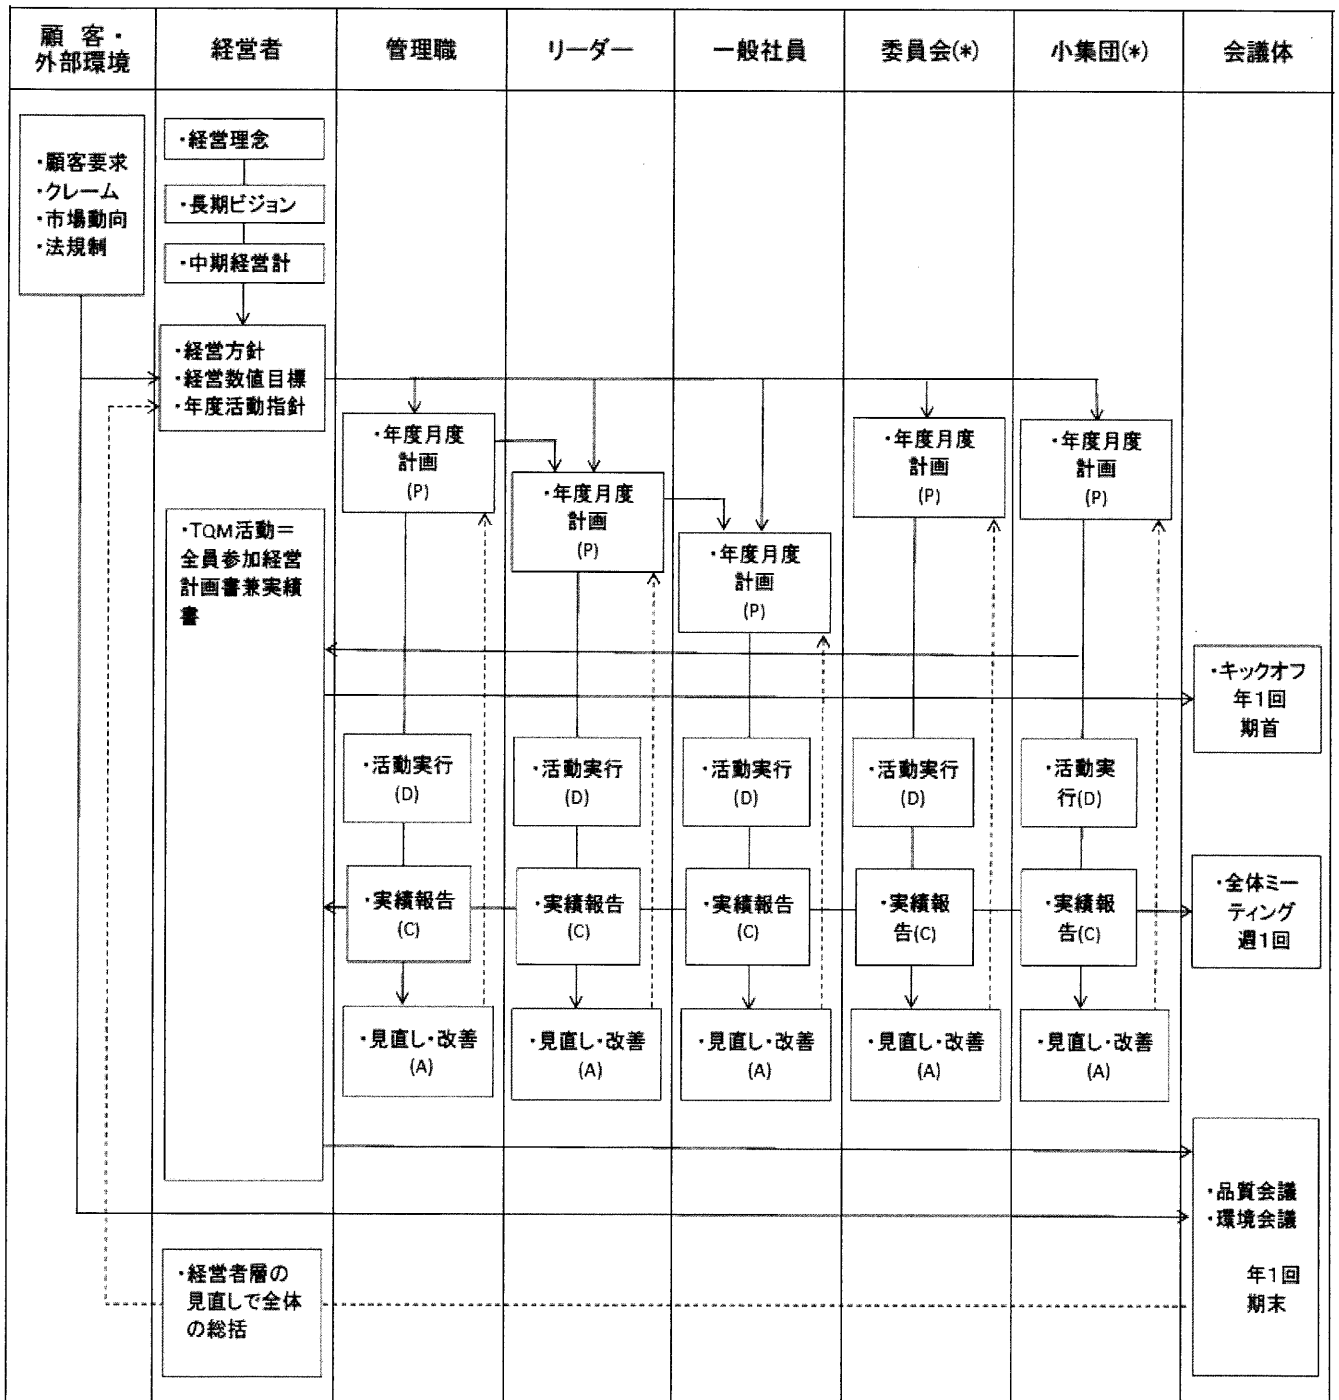 顧 客・
外部環境
経営者
管理職
リーダー
一般社員
委員会(*)
小集団(*)
会議体
・顧客要求
・クレーム
・市場動向
・法規制
・経営理念
・長期ビジョン
・中期経営計
・経営方針
・経営数値目標
・年度活動指針
・年度月度
計画
(P)
・年度月度
計画
(P)
・年度月度
計画
(P)
・年度月度
計画
(P)
・年度月度
計画
(P)
・TQM活動＝
全員参加経営
計画書兼実績
書
・キックオフ
年1回
期首
・活動実行
(D)
・活動実行
(D)
・活動実行
(D)
・活動実行
(D)
・活動実
行(D)
・実績報告
(C)
・実績報告
(C)
・実績報告
(C)
・実績報
告(C)
・実績報
告(C)
・全体ミー
ティング
週1回
・見直し・改善
(A)
・見直し・改善
(A)
・見直し・改善
(A)
・見直し・改善
(A)
・見直し・改善
(A)
・品質会議
・環境会議
年1回
期末
・経営者層の
見直しで全体
の総括